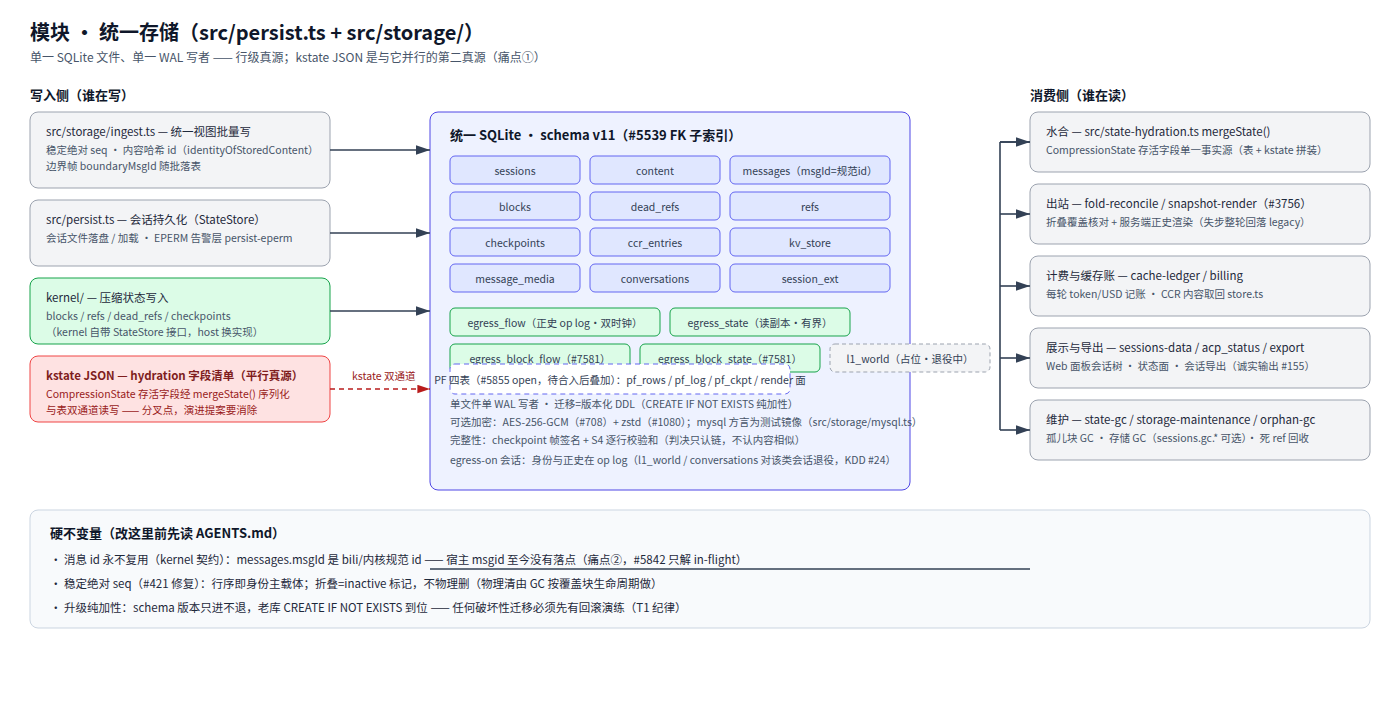 模块 · 统一存储（src/persist.ts + src/storage/）
单一 SQLite 文件、单一 WAL 写者 —— 行级真源；kstate JSON 是与它并行的第二真源（痛点①）
写入侧（谁在写）
src/storage/ingest.ts — 统一视图批量写
稳定绝对 seq · 内容哈希 id（identityOfStoredContent）
边界帧 boundaryMsgId 随批落表
src/persist.ts — 会话持久化（StateStore）
会话文件落盘 / 加载 · EPERM 告警层 persist-eperm
kernel/ — 压缩状态写入
blocks / refs / dead_refs / checkpoints
（kernel 自带 StateStore 接口，host 换实现）
kstate JSON — hydration 字段清单（平行真源）
CompressionState 存活字段经 mergeState() 序列化
与表双通道读写 —— 分叉点，演进提案要消除
kstate 双通道
统一 SQLite · schema v11（#5539 FK 子索引）
sessions
content
messages（msgId=规范id）
blocks
dead_refs
refs
checkpoints
ccr_entries
kv_store
message_media
conversations
session_ext
egress_flow（正史 op log·双时钟）
egress_state（读副本·有界）
egress_block_flow（#7581）
egress_block_state（#7581）
l1_world（占位·退役中）
PF 四表（#5855 open，待合入后叠加）：pf_rows / pf_log / pf_ckpt / render 面
单文件单 WAL 写者 · 迁移=版本化 DDL（CREATE IF NOT EXISTS 纯加性）
可选加密：AES-256-GCM（#708）+ zstd（#1080）；mysql 方言为测试镜像（src/storage/mysql.ts）
完整性：checkpoint 帧签名 + S4 逐行校验和（判决只认链，不认内容相似）
egress-on 会话：身份与正史在 op log（l1_world / conversations 对该类会话退役，KDD #24）
消费侧（谁在读）
水合 — src/state-hydration.ts mergeState()
CompressionState 存活字段单一事实源（表 + kstate 拼装）
出站 — fold-reconcile / snapshot-render（#3756）
折叠覆盖核对 + 服务端正史渲染（失步整轮回落 legacy）
计费与缓存账 — cache-ledger / billing
每轮 token/USD 记账 · CCR 内容取回 store.ts
展示与导出 — sessions-data / acp_status / export
Web 面板会话树 · 状态面 · 会话导出（诚实输出 #155）
维护 — state-gc / storage-maintenance / orphan-gc
孤儿块 GC · 存储 GC（sessions.gc.* 可选）· 死 ref 回收
硬不变量（改这里前先读 AGENTS.md）
· 消息 id 永不复用（kernel 契约）：messages.msgId 是 bili/内核规范 id —— 宿主 msgid 至今没有落点（痛点②，#5842 只解 in-flight）
· 稳定绝对 seq（#421 修复）：行序即身份主载体；折叠=inactive 标记，不物理删（物理清由 GC 按覆盖块生命周期做）
· 升级纯加性：schema 版本只进不退，老库 CREATE IF NOT EXISTS 到位 —— 任何破坏性迁移必须先有回滚演练（T1 纪律）